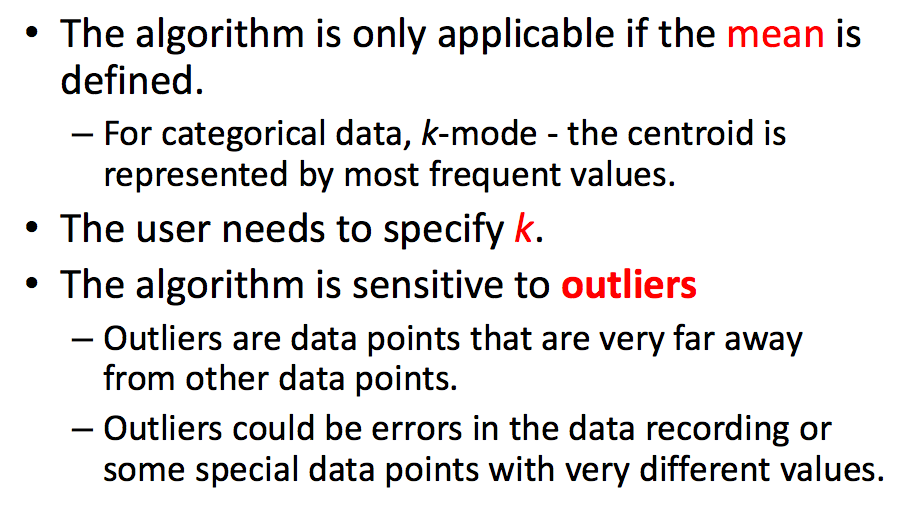 • The algorithm is only applicable if the mean is
defined.
– For categorical data, k-mode - the centroid is
represented by most frequent values.
• The user needs to specify k.
• The algorithm is sensitive to outliers
– Outliers are data points that are very far away
from other data points.
– Outliers could be errors in the data recording or
some special data points with very different values.